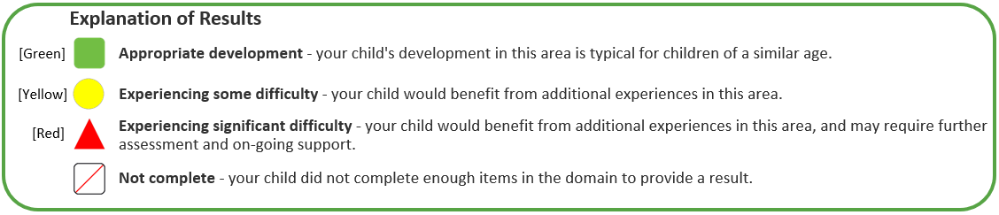 Explanation of Results
[Green] Appropriate development - your child's development in this area is typical for children of a similar age.
[Yellow] Experiencing some difficulty - your child would benefit from additional experiences in this area.
[Red] Experiencing significant difficulty - your child would benefit from additional experiences in this area, and may require further
assessment and on-going support.
Not complete - your child did not complete enough items in the domain to provide a result.